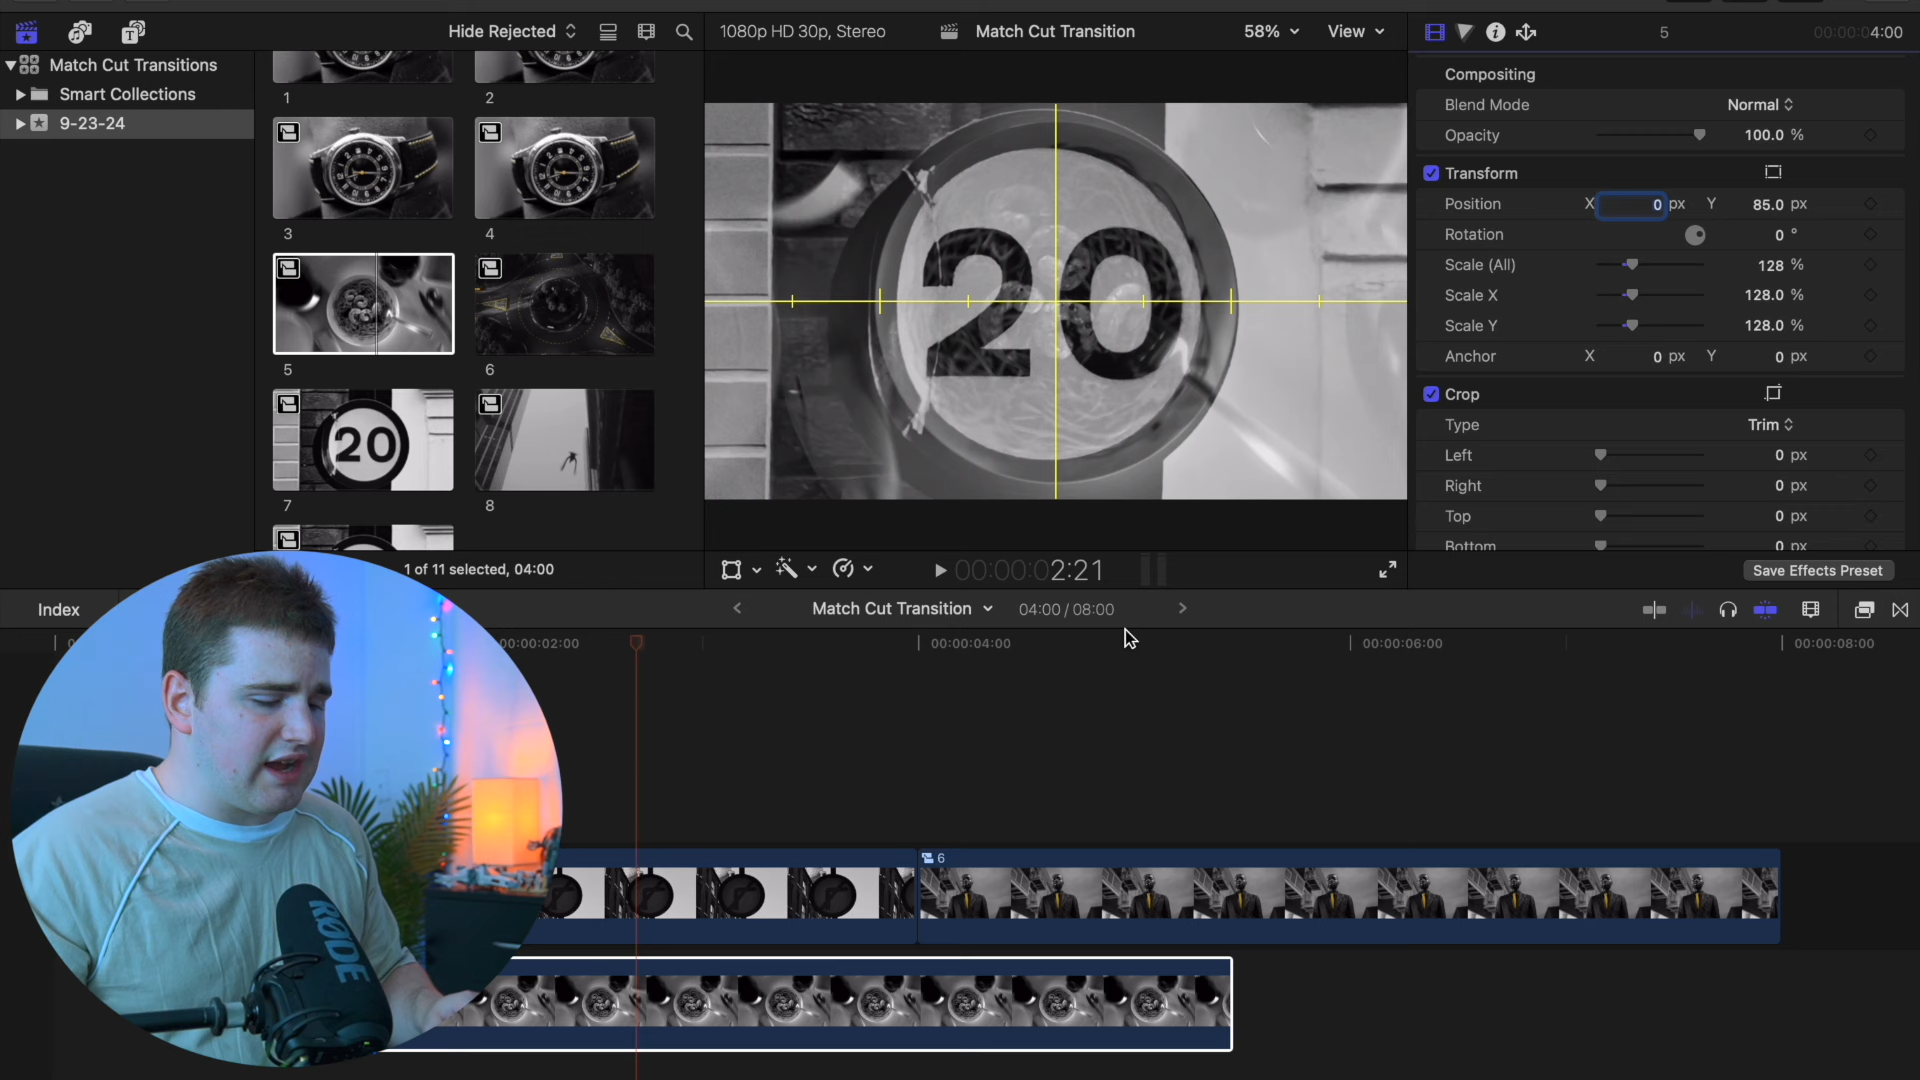 Hide Rejected
1080p HD 30p, Stereo
Match Cut Transition
58%
View
5
00:00:04:00
Match Cut Transitions
Smart Collections
9-23-24
1
2
3
4
5
6
7
8
20
20
Compositing
Blend Mode
Normal
Opacity
100.0 %
Transform
Position
X
0 px
Y
85.0 px
Rotation
0 °
Scale (All)
128 %
Scale X
128.0 %
Scale Y
128.0 %
Anchor
X
0 px
Y
0 px
Crop
Type
Trim
Left
0 px
Right
0 px
Top
0 px
Bottom
0 px
1 of 11 selected, 04:00
00:00:02:21
Save Effects Preset
Index
Match Cut Transition
04:00 / 08:00
00:00:02:00
00:00:04:00
00:00:06:00
00:00:08:00
6
RØDE